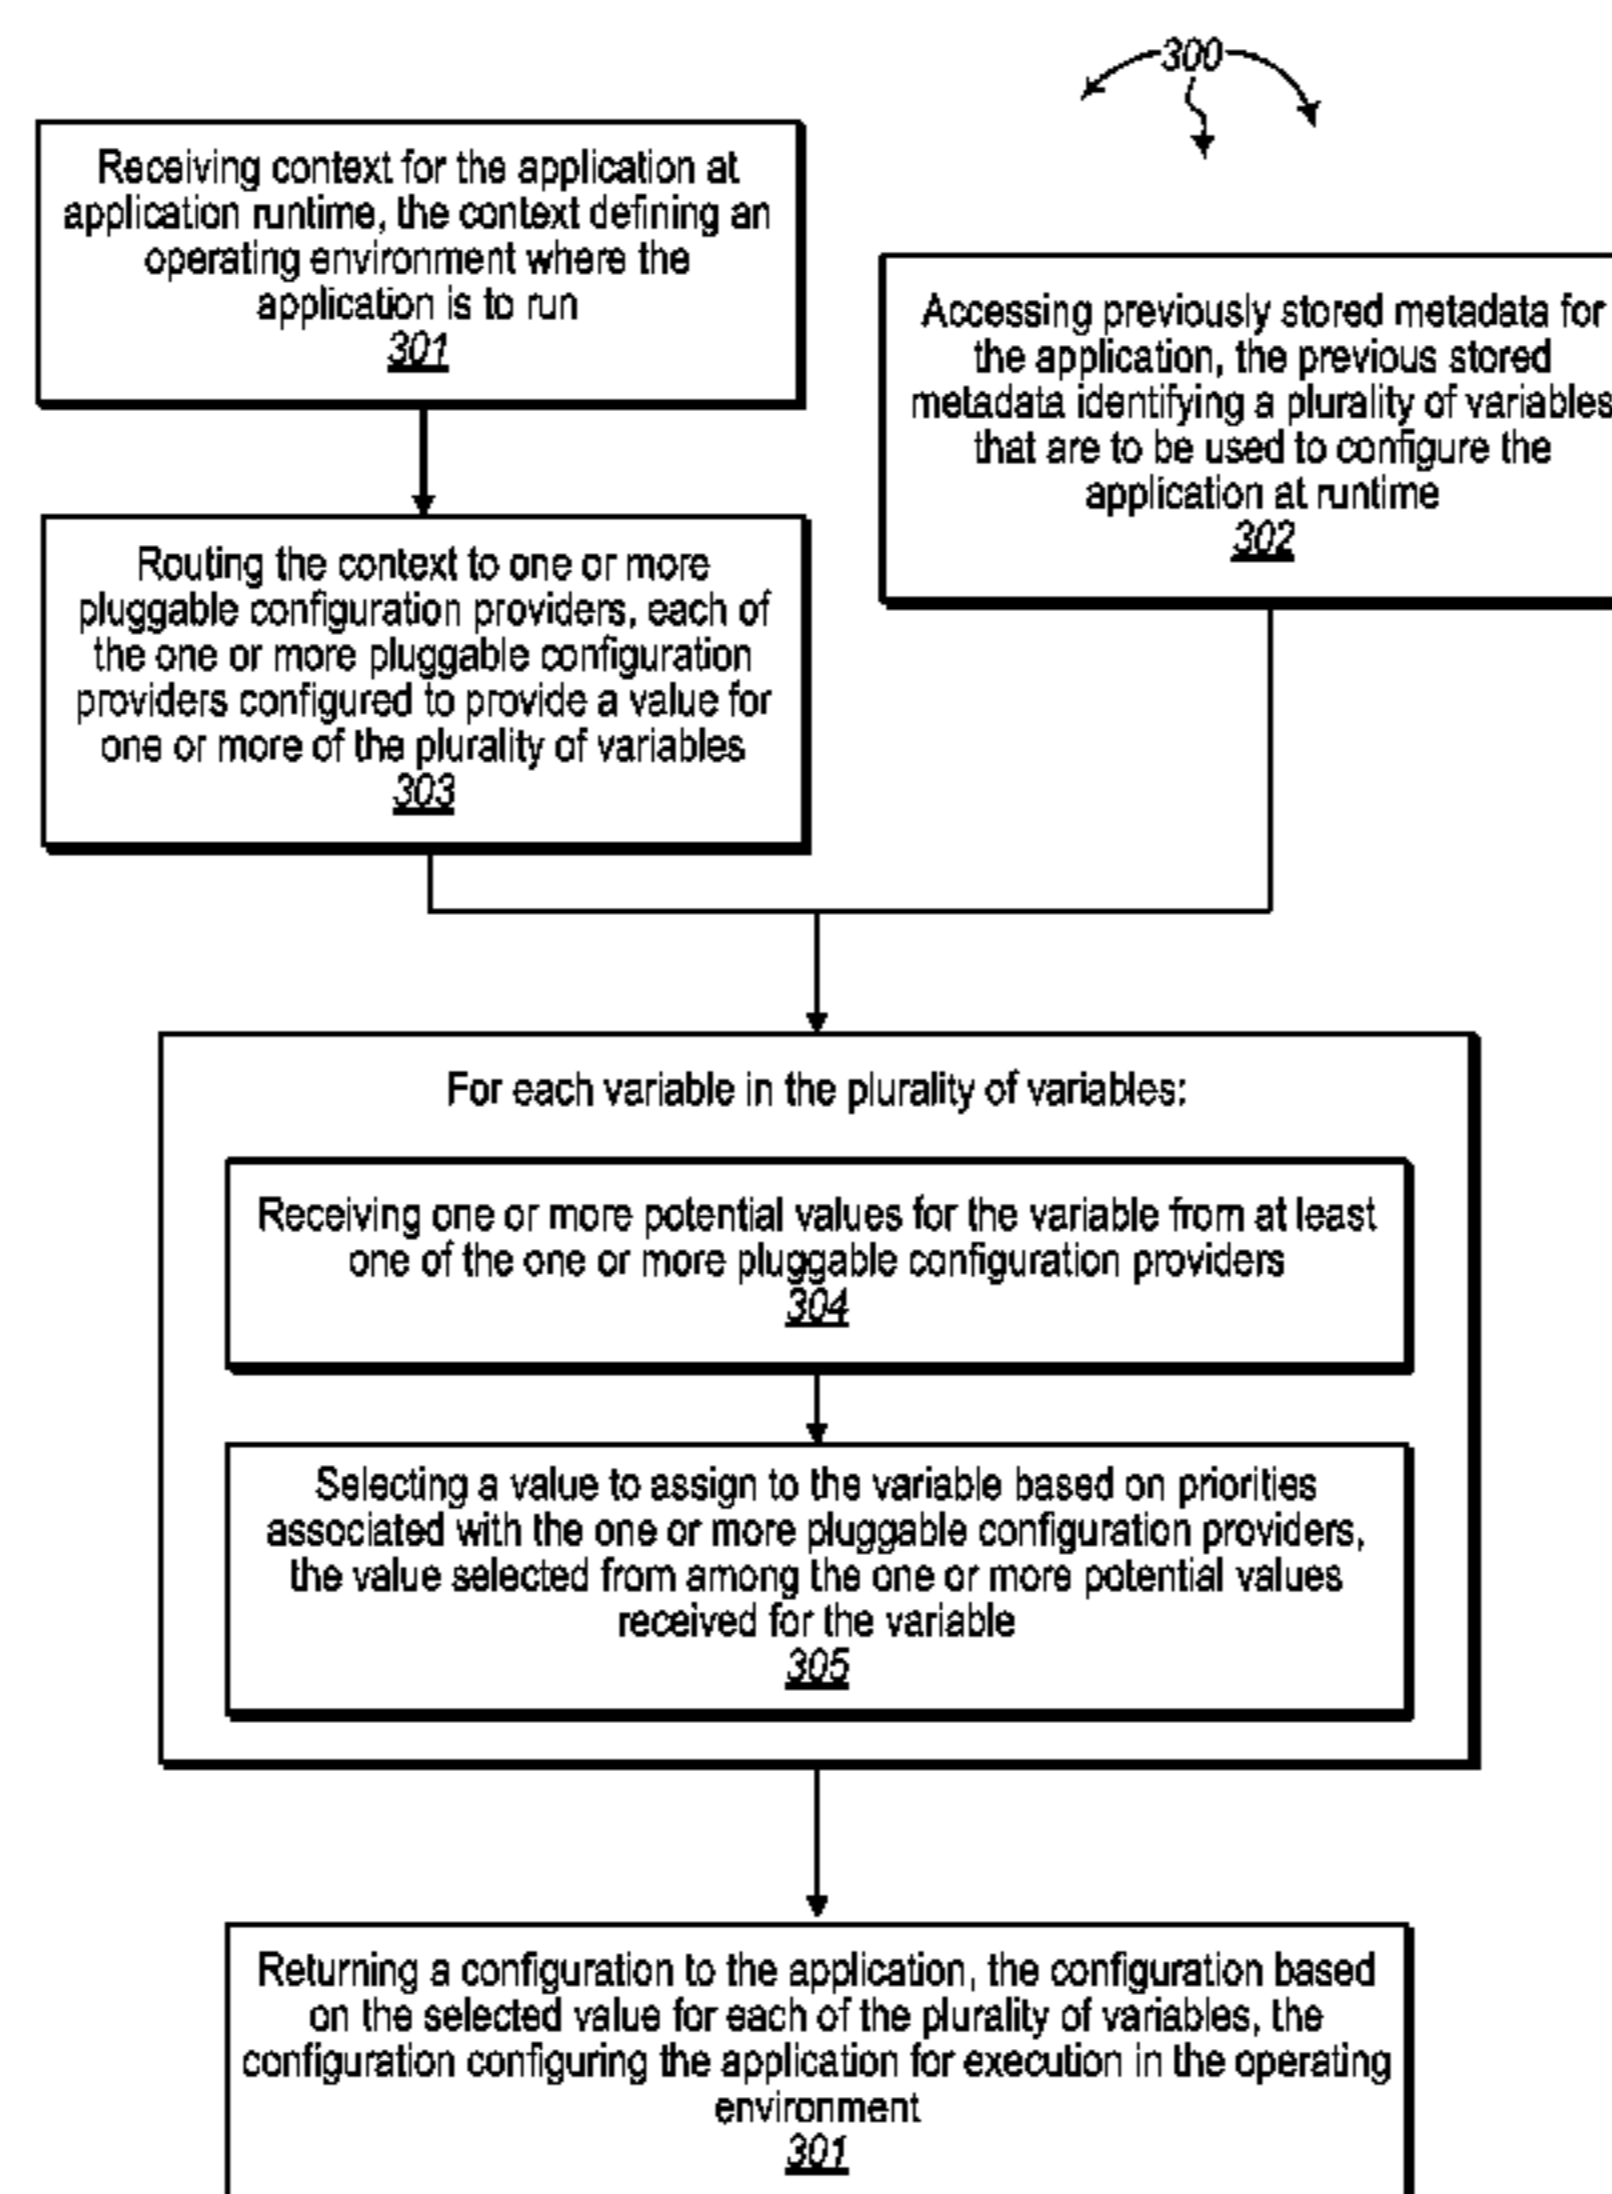 300
Receiving context for the application at
application runtime, the context defining an
operating environment where the
application is to run
301
Accessing previously stored metadata for
the application, the previous stored
metadata identifying a plurality of variables
that are to be used to configure the
application at runtime
302
Routing the context to one or more
pluggable configuration providers, each of
the one or more pluggable configuration
providers configured to provide a value for
one or more of the plurality of variables
303
For each variable in the plurality of variables:
Receiving one or more potential values for the variable from at least
one of the one or more pluggable configuration providers
304
Selecting a value to assign to the variable based on priorities
associated with the one or more pluggable configuration providers,
the value selected from among the one or more potential values
received for the variable
305
Returning a configuration to the application, the configuration based
on the selected value for each of the plurality of variables, the
configuration configuring the application for execution in the operating
environment
301